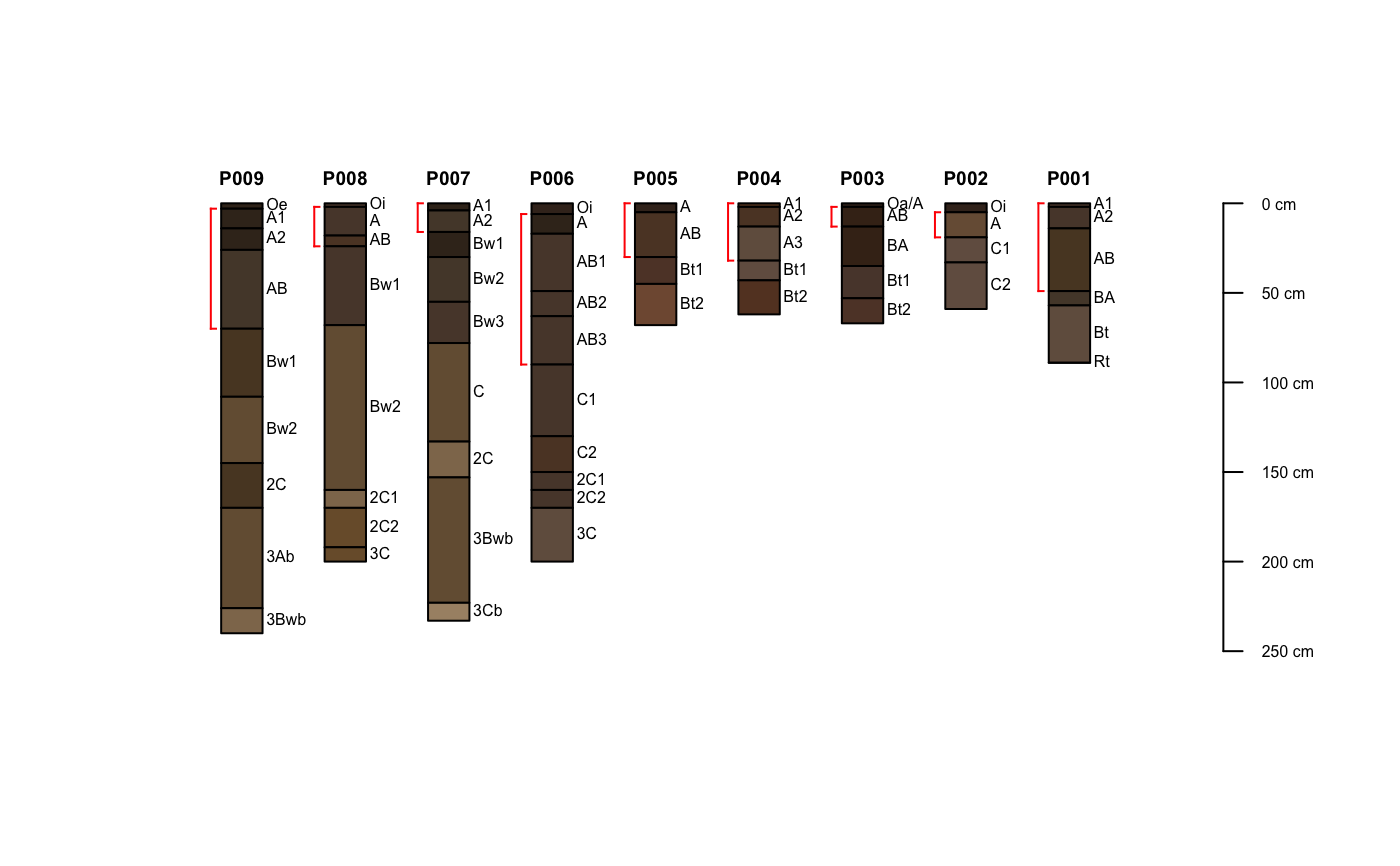 P009 P008 P007 P006 P005 P004 P003 P002 P001
Oe
A1
A2
AB
Bw1
Bw2
2C
3Ab
3Bwb
Oi
A
AB
Bw1
Bw2
2C1
2C2
3C
A1
A2
Bw1
Bw2
Bw3
C
2C
3Bwb
3Cb
Oi
A
AB1
AB2
AB3
C1
C2
2C1
2C2
3C
A
AB
Bt1
Bt2
A1
A2
A3
Bt1
Bt2
Oa/A
AB
BA
Bt1
Bt2
Oi
A
C1
C2
A1
A2
AB
BA
Bt
Rt
0 cm
50 cm
100 cm
150 cm
200 cm
250 cm